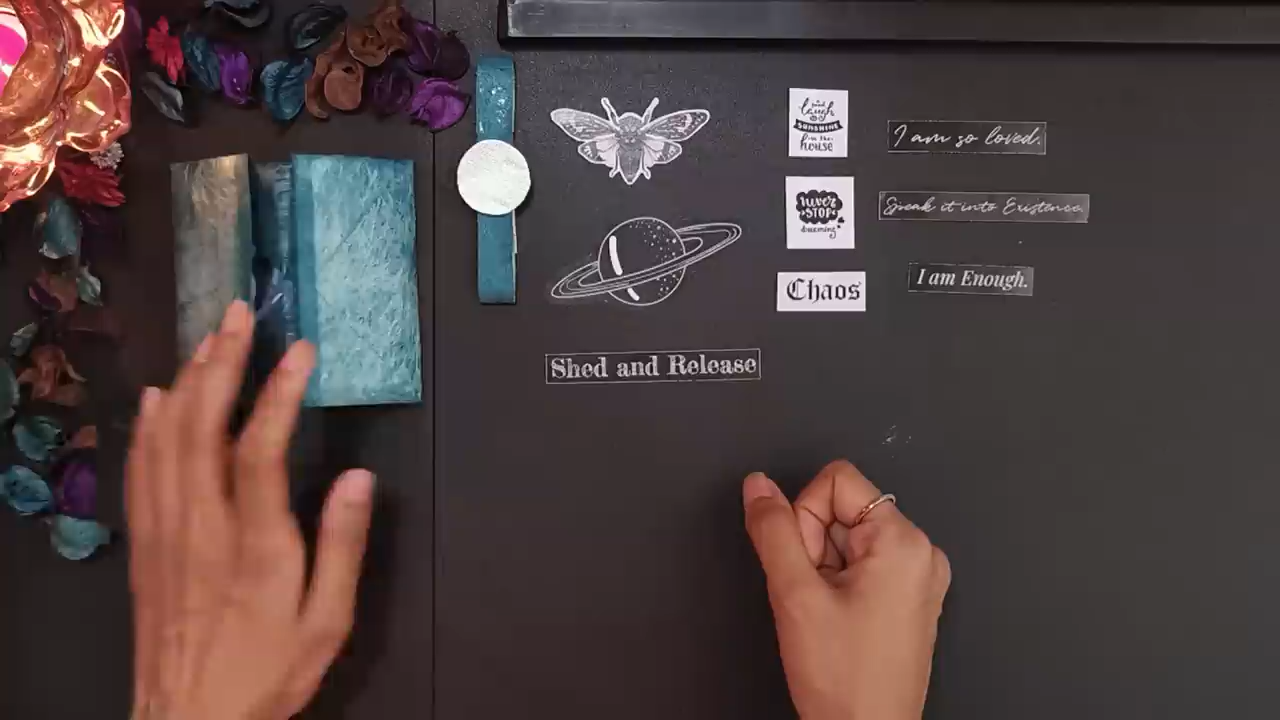 and
laugh
SUNSHINE
house
I am so loved.
never
STOP
dreaming
Speak it into Existence.
Chaos
I am Enough.
Shed and Release